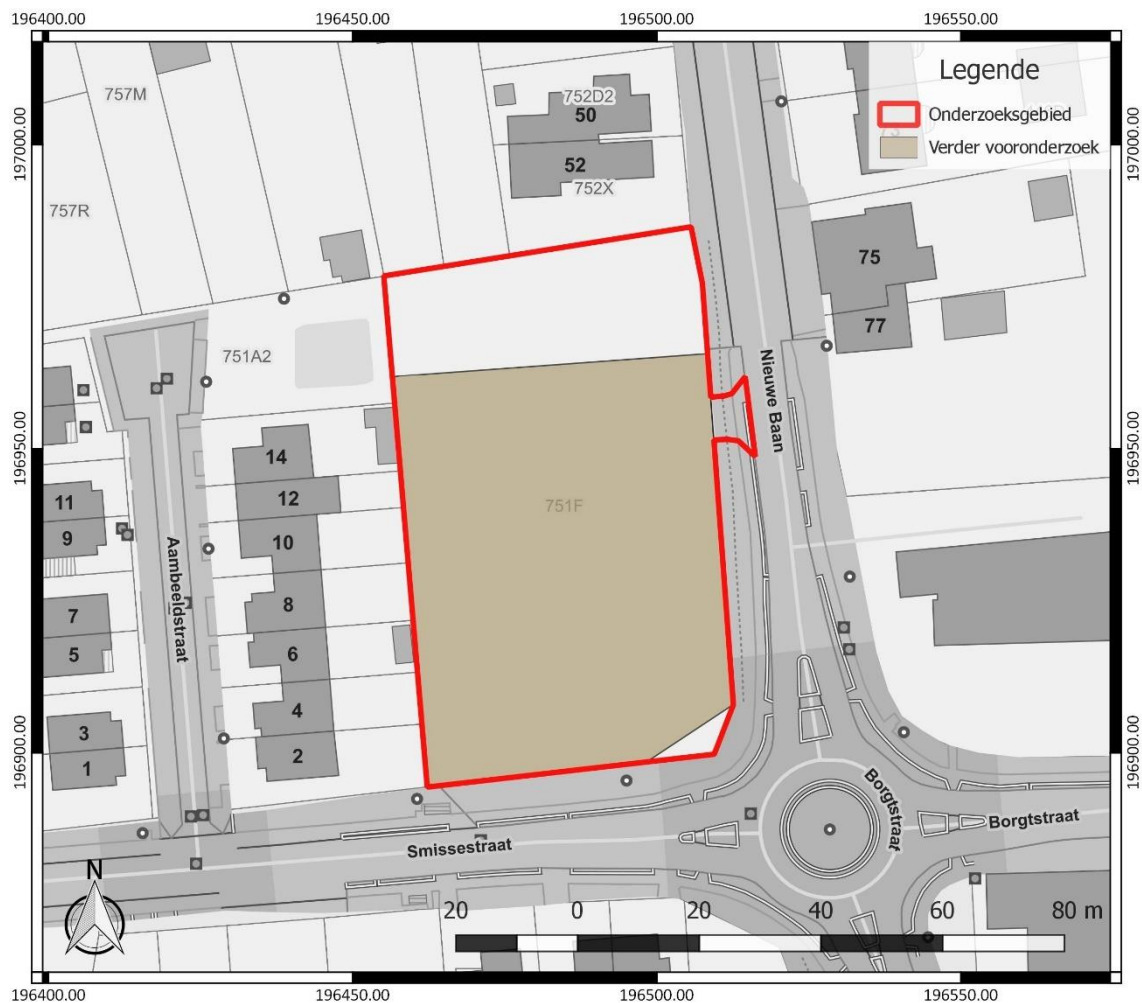 196400.00 196450.00 196500.00 196550.00
Legende
Onderzoeksgebied
Verder vooronderzoek
757M
752D2
50
197000.00 197000.00
52
752X
757R
75
77
751A2
Nieuwe Baan
196950.00 196950.00
14
12
11
751F
9
10
Aambeeldstraat
8
7
6
5
4
3
2
1
196900.00 196900.00
Borgtstraat
Borgtstraat
Smissestraat
N
20 0 20 40 60 80 m
196400.00 196450.00 196500.00 196550.00